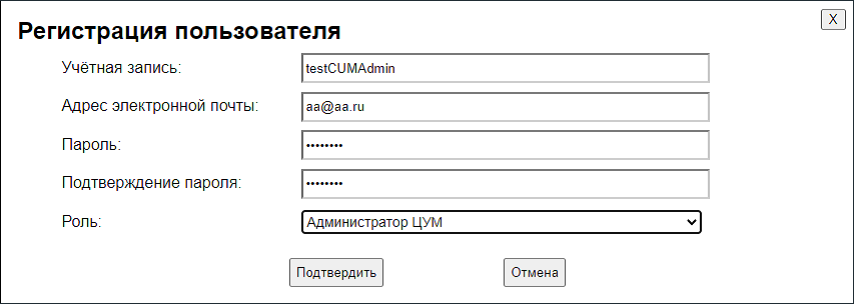 X
Регистрация пользователя
Учётная запись: testCUMAdmin
Адрес электронной почты: aa@aa.ru
Пароль: ••••••••
Подтверждение пароля: ••••••••
Роль: Администратор ЦУМ
Подтвердить Отмена